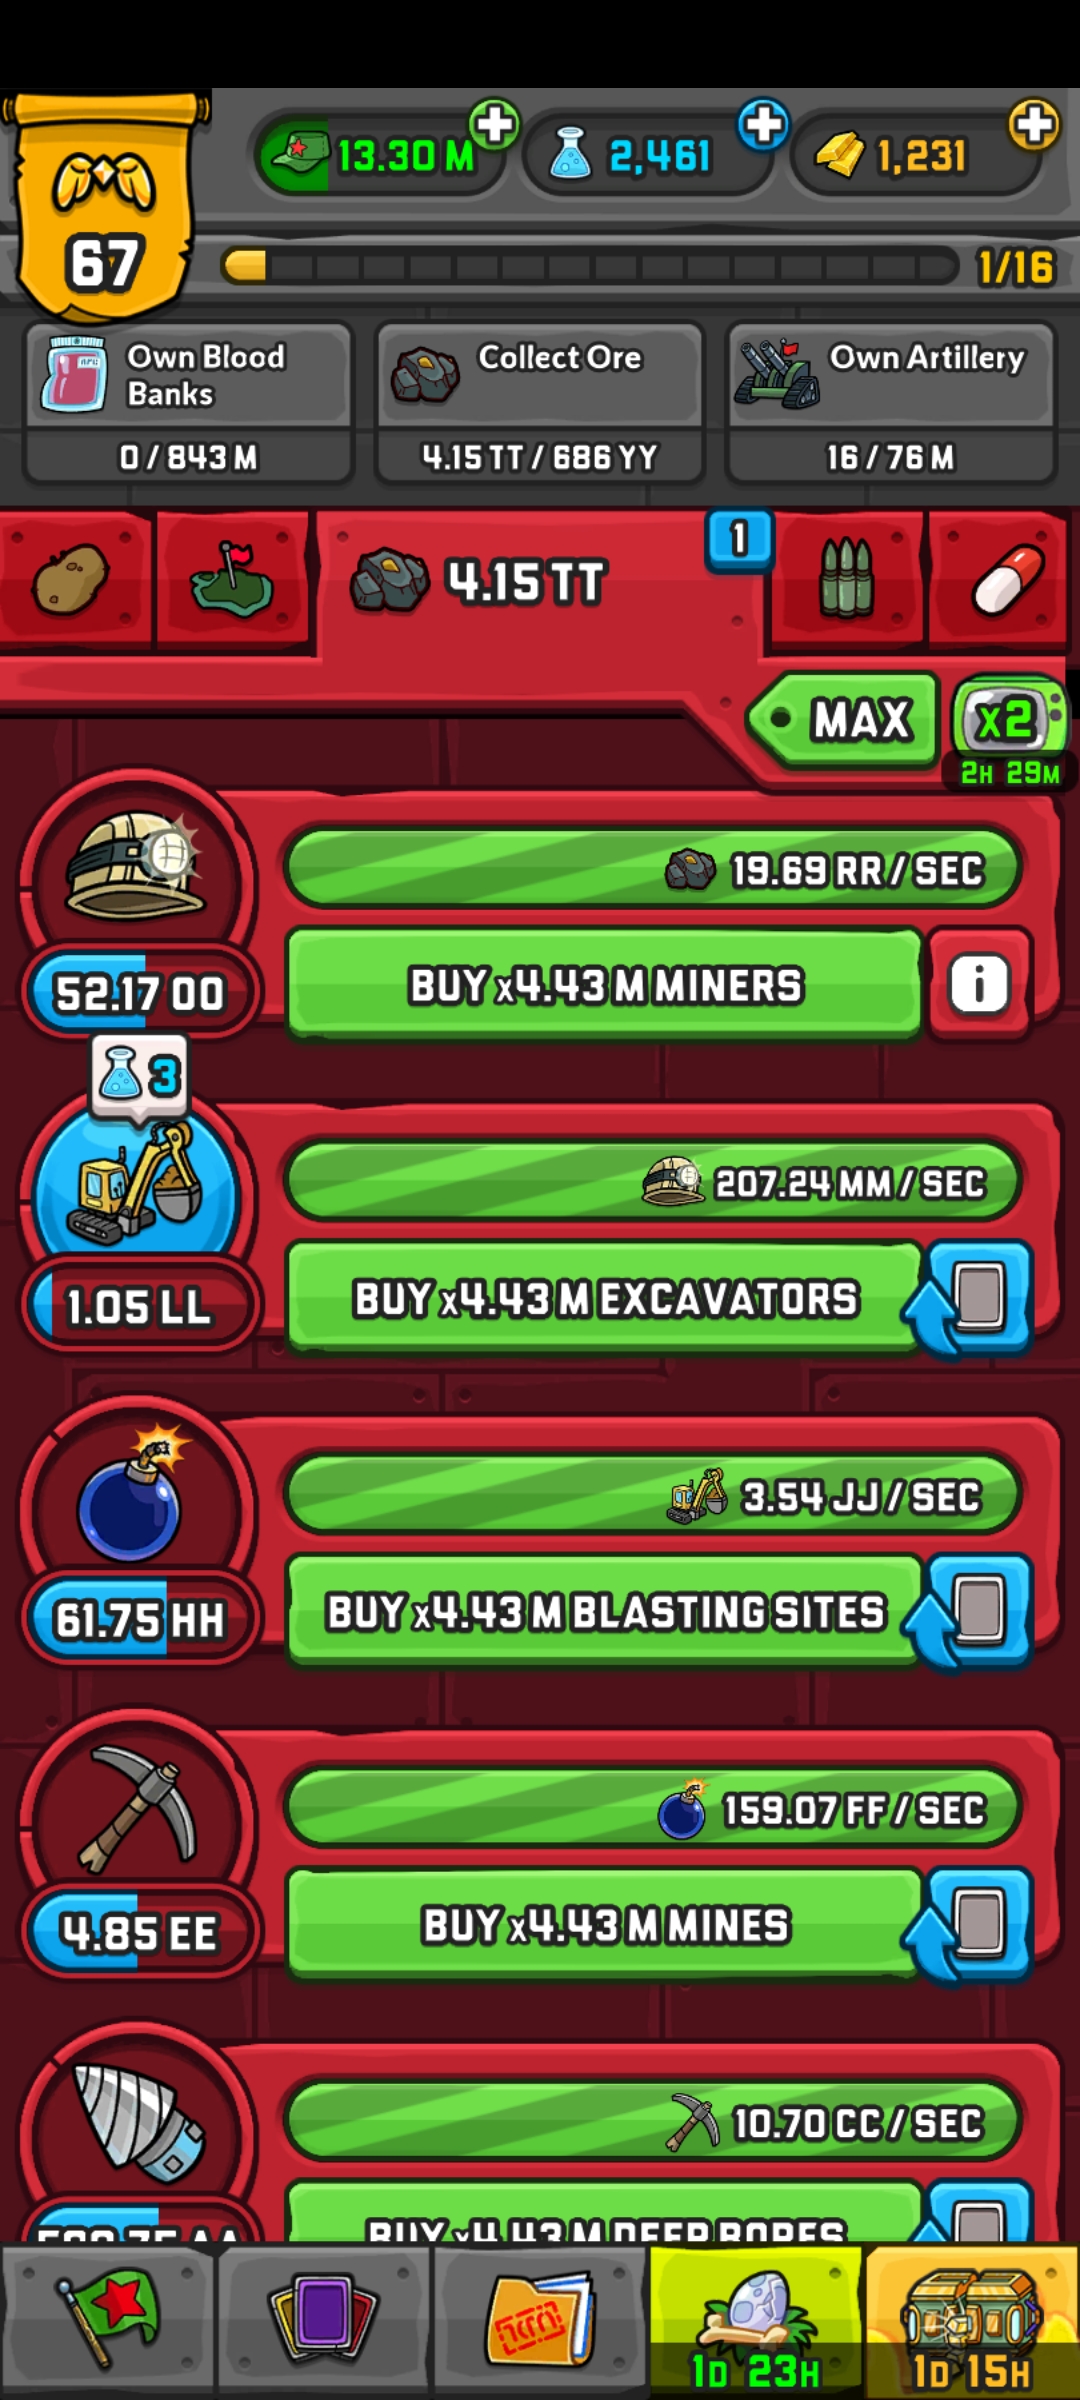 13.30 M
2,461
1,231
67
1/16
Own Blood
Banks
0 / 843 M
Collect Ore
4.15 TT / 686 YY
Own Artillery
16 / 76 M
4.15 TT
1
MAX
x2
2H 29M
19.69 RR / SEC
52.17 OO
BUY x4.43 M MINERS
i
3
207.24 MM / SEC
1.05 LL
BUY x4.43 M EXCAVATORS
3.54 JJ / SEC
61.75 HH
BUY x4.43 M BLASTING SITES
159.07 FF / SEC
4.85 EE
BUY x4.43 M MINES
10.70 CC / SEC
BUY x4.43 M DEEP BORES
1D 23H
1D 15H